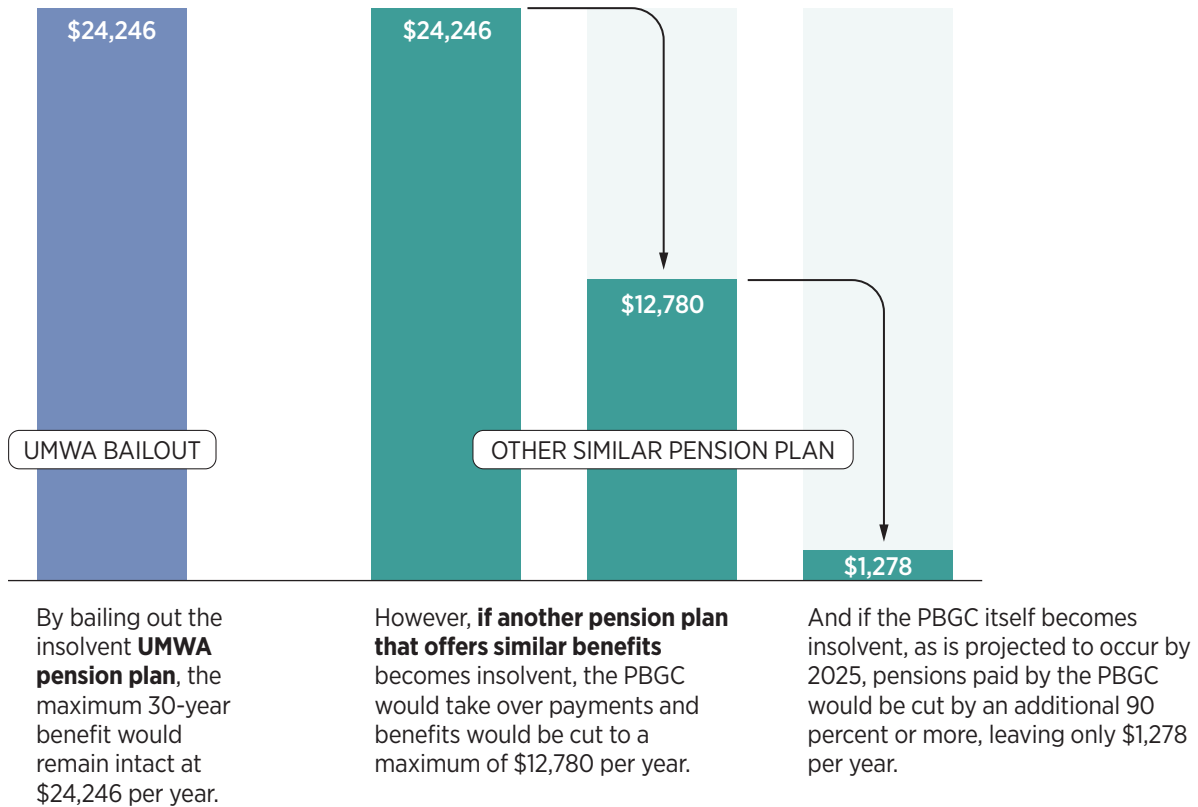 $24,246
$24,246
$12,780
UMWA BAILOUT
OTHER SIMILAR PENSION PLAN
$1,278
By bailing out the
insolvent UMWA
pension plan, the
maximum 30-year
benefit would
remain intact at
$24,246 per year.
However, if another pension plan
that offers similar benefits
becomes insolvent, the PBGC
would take over payments and
benefits would be cut to a
maximum of $12,780 per year.
And if the PBGC itself becomes
insolvent, as is projected to occur by
2025, pensions paid by the PBGC
would be cut by an additional 90
percent or more, leaving only $1,278
per year.